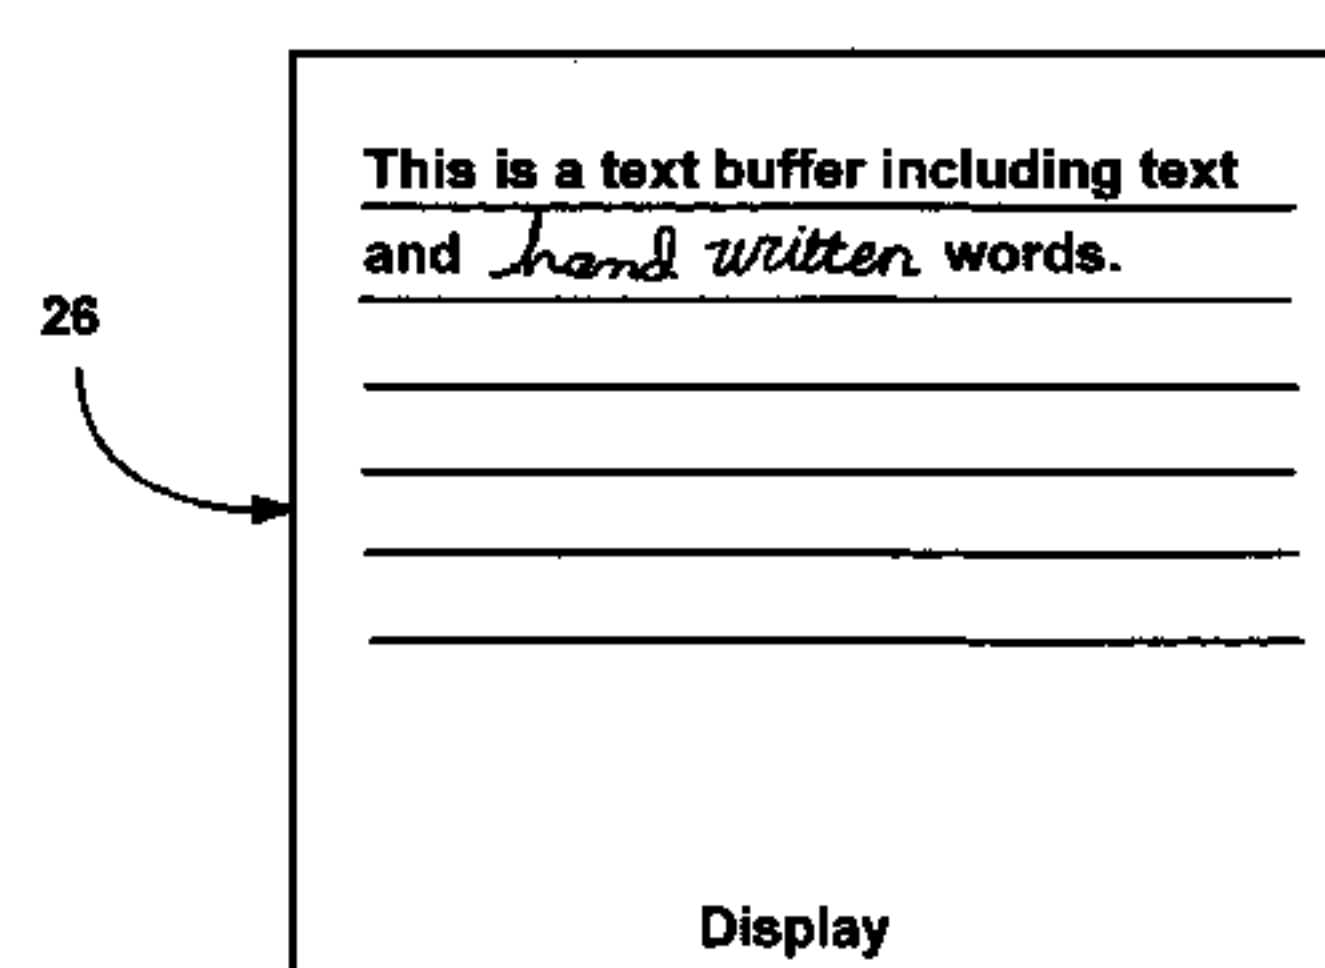 This is a text buffer including text
and hand written words.
26
Display